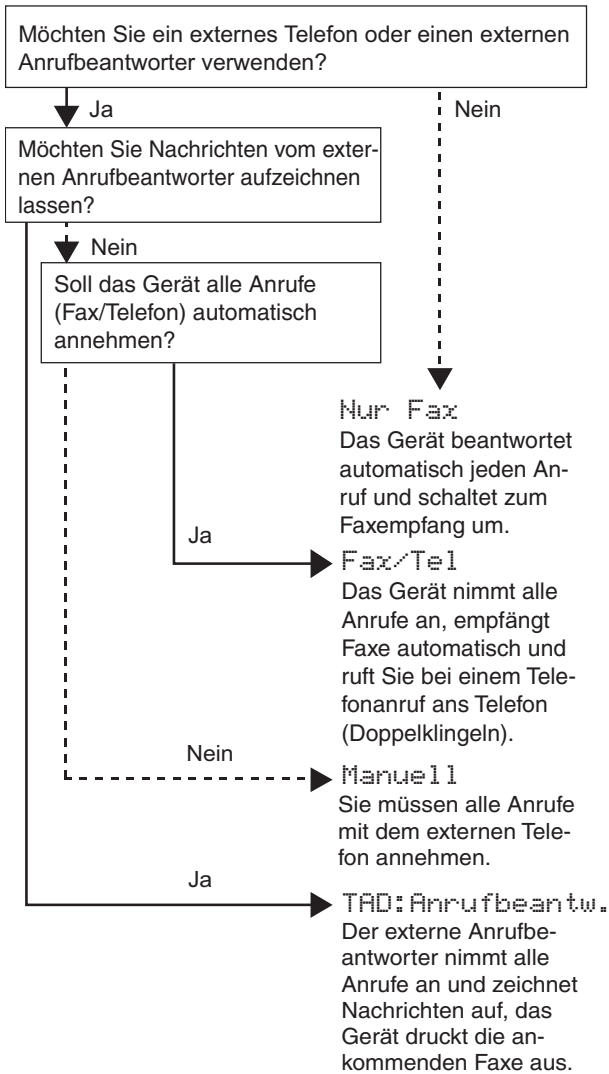 Möchten Sie ein externes Telefon oder einen externen
Anrufbeantworter verwenden?
Ja
Nein
Möchten Sie Nachrichten vom exter-
nen Anrufbeantworter aufzeichnen
lassen?
Nein
Soll das Gerät alle Anrufe
(Fax/Telefon) automatisch
annehmen?
Nur Fax
Das Gerät beantwortet
automatisch jeden An-
ruf und schaltet zum
Faxempfang um.
Ja
Fax/Tel
Das Gerät nimmt alle
Anrufe an, empfängt
Faxe automatisch und
ruft Sie bei einem Tele-
fonanruf ans Telefon
(Doppelklingeln).
Nein
Manuell
Sie müssen alle Anrufe
mit dem externen Tele-
fon annehmen.
Ja
TAD:Anrufbeantw.
Der externe Anrufbe-
antworter nimmt alle
Anrufe an und zeichnet
Nachrichten auf, das
Gerät druckt die an-
kommenden Faxe aus.